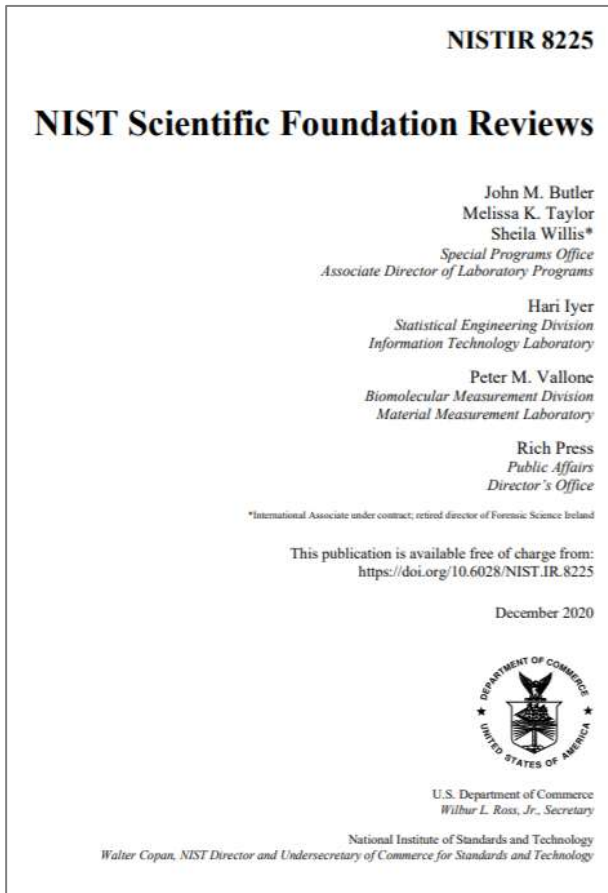 NISTIR 8225
NIST Scientific Foundation Reviews
John M. Butler
Melissa K. Taylor
Sheila Willis*
Special Programs Office
Associate Director of Laboratory Programs
Hari Iyer
Statistical Engineering Division
Information Technology Laboratory
Peter M. Vallone
Biomolecular Measurement Division
Material Measurement Laboratory
Rich Press
Public Affairs
Director's Office
*International Associate under contract; retired director of Forensic Science Ireland
This publication is available free of charge from:
https://doi.org/10.6028/NIST.IR.8225
December 2020
DEPARTMENT OF COMMERCE
UNITED STATES OF AMERICA
U.S. Department of Commerce
Wilbur L. Ross, Jr., Secretary
National Institute of Standards and Technology
Walter Copan, NIST Director and Undersecretary of Commerce for Standards and Technology